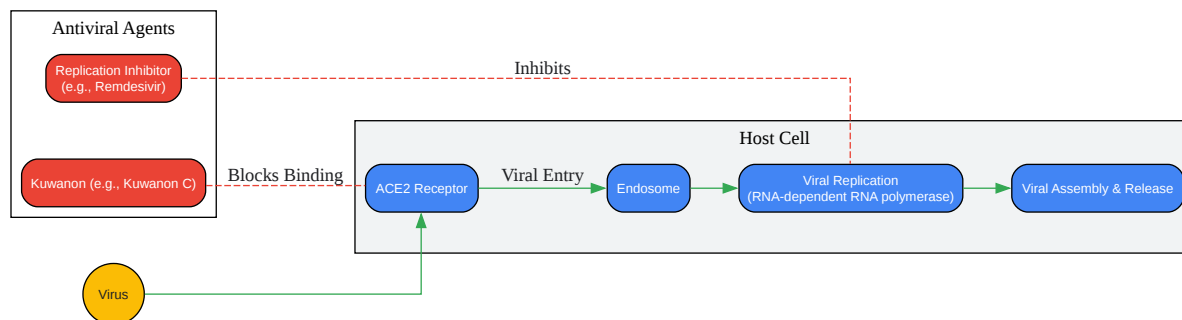 Antiviral Agents
Replication Inhibitor
(e.g., Remdesivir)
Inhibits
Host Cell
Kuwanon (e.g., Kuwanon C)
Blocks Binding
ACE2 Receptor
Viral Entry
Endosome
Viral Replication
(RNA-dependent RNA polymerase)
Viral Assembly & Release
Virus